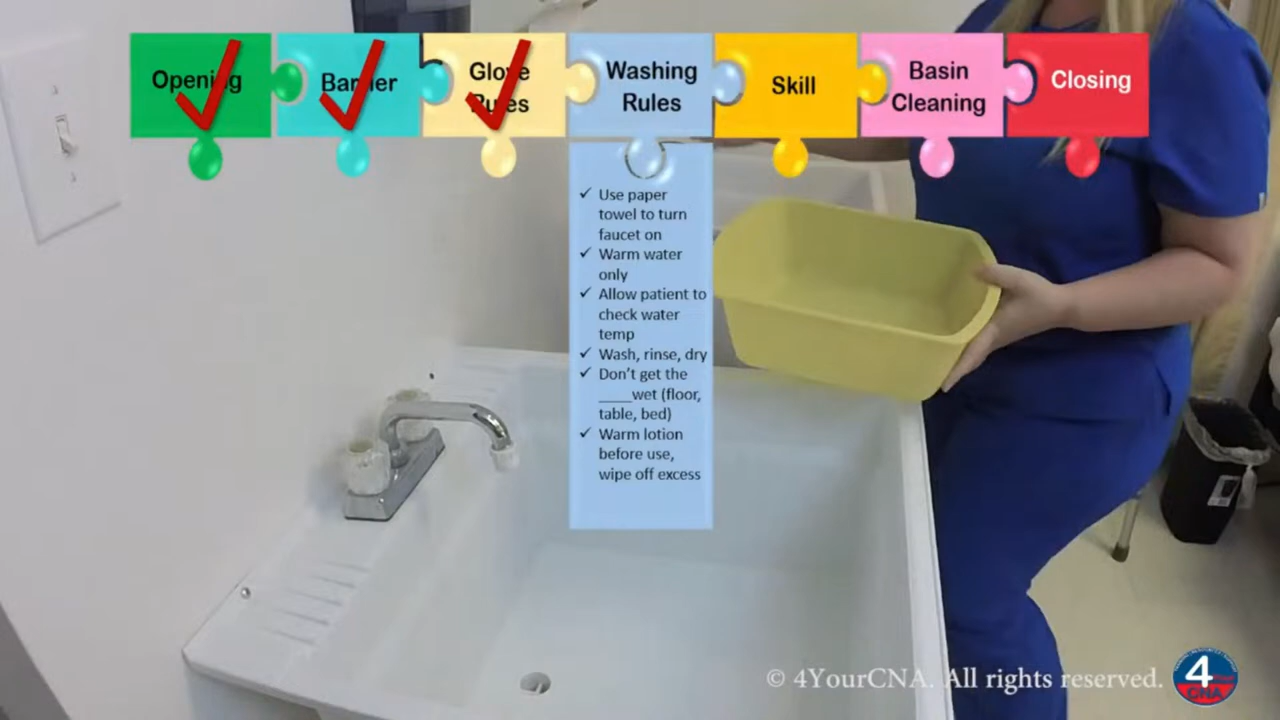 Opening
Barrier
Glove
Rules
Washing
Rules
Skill
Basin
Cleaning
Closing
✓ Use paper
towel to turn
faucet on
✓ Warm water
only
✓ Allow patient to
check water
temp
✓ Wash, rinse, dry
✓ Don't get the
____wet (floor,
table, bed)
✓ Warm lotion
before use,
wipe off excess
© 4YourCNA. All rights reserved.
4
CNA